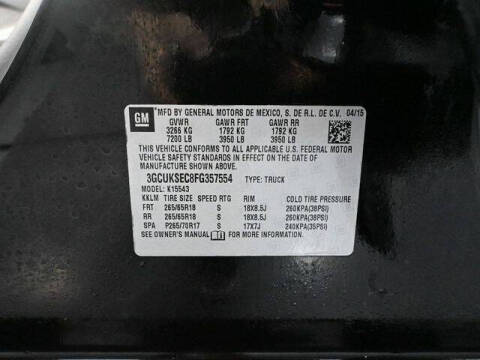 GM
MFD BY GENERAL MOTORS DE MEXICO, S. DE R.L. DE C.V. 04/15
GVWR GAWR FRT GAWR RR
3266 KG 1792 KG 1792 KG
7200 LB 3950 LB 3950 LB
THIS VEHICLE CONFORMS TO ALL APPLICABLE U.S. FEDERAL MOTOR
VEHICLE SAFETY STANDARDS IN EFFECT ON THE DATE OF
MANUFACTURE SHOWN ABOVE.
3GCUKSEC8FG357554 TYPE: TRUCK
MODEL: K15543
KKLM TIRE SIZE SPEED RTG RIM COLD TIRE PRESSURE
FRT 265/65R18 S 18X8.5J 260KPA(38PSI)
RR 265/65R18 S 18X8.5J 260KPA(38PSI)
SPA P265/70R17 S 17X7J 240KPA(35PSI)
SEE OWNER'S MANUAL FOR MORE INFORMATION.